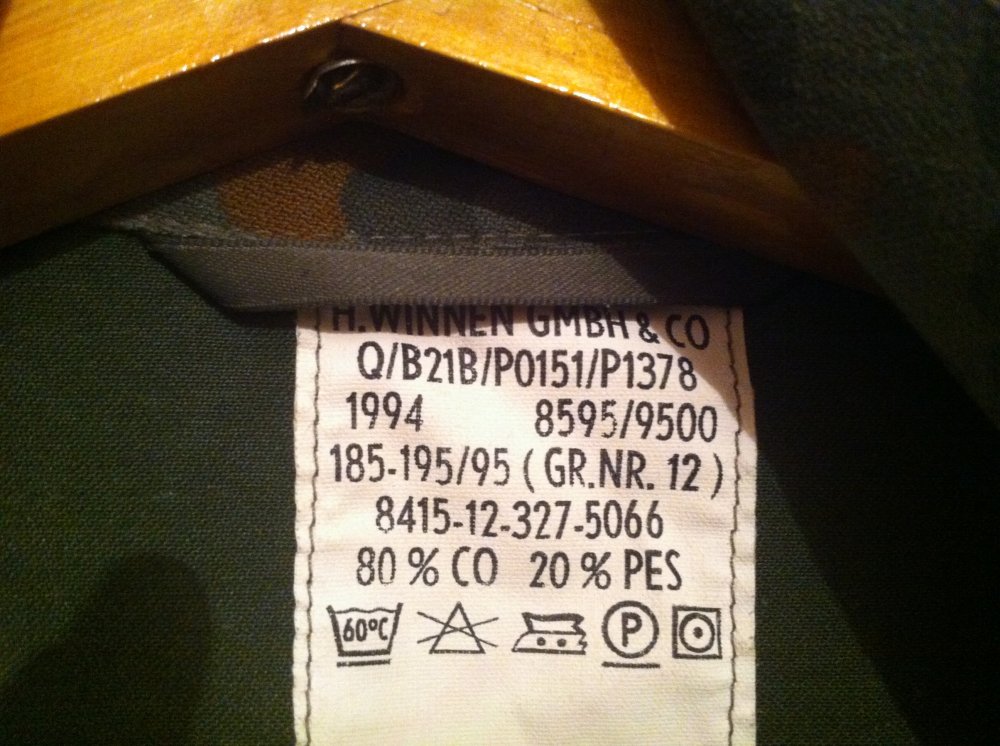 H.WINNEN GMBH & CO
Q/B21B/P0151/P1378
1994 8595/9500
185-195/95 ( GR.NR. 12 )
8415-12-327-5066
80 % CO 20 % PES
60°C P